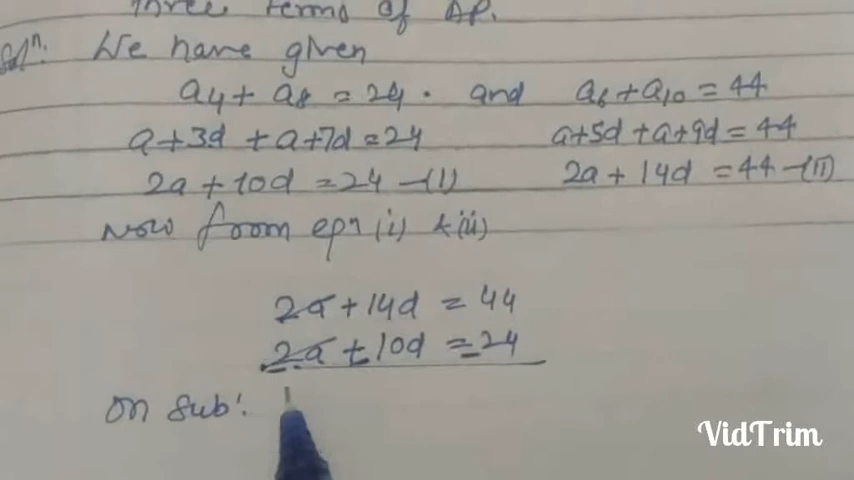 three terms of AP.
Solⁿ. We have given
a4 + a8 = 24. and a6 + a10 = 44
a+3d + a+7d = 24 a+5d + a+9d = 44
2a + 10d = 24 -(I) 2a + 14d = 44 -(II)
Now from eqn (i) & (ii)
2a + 14d = 44
2a + 10d = 24
On sub'.
VidTrim